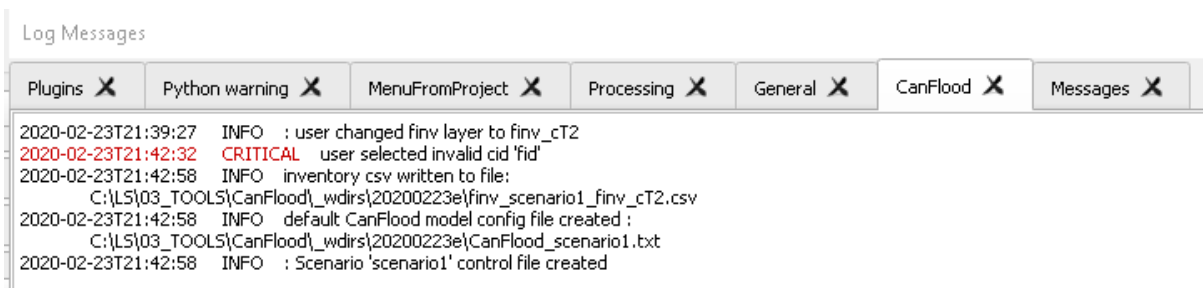 Log Messages
Plugins Python warning MenuFromProject Processing General CanFlood Messages
2020-02-23T21:39:27 INFO : user changed finv layer to finv_cT2
2020-02-23T21:42:32 CRITICAL user selected invalid cid 'fid'
2020-02-23T21:42:58 INFO inventory csv written to file:
C:\LS\03_TOOLS\CanFlood\_wdirs\20200223e\finv_scenario1_finv_cT2.csv
2020-02-23T21:42:58 INFO default CanFlood model config file created :
C:\LS\03_TOOLS\CanFlood\_wdirs\20200223e\CanFlood_scenario1.txt
2020-02-23T21:42:58 INFO : Scenario 'scenario1' control file created